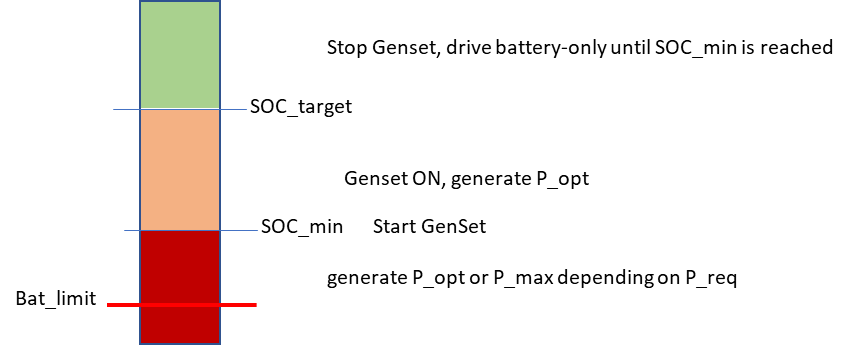 Stop Genset, drive battery-only until SOC_min is reached
SOC_target
Genset ON, generate P_opt
SOC_min Start GenSet
generate P_opt or P_max depending on P_req
Bat_limit